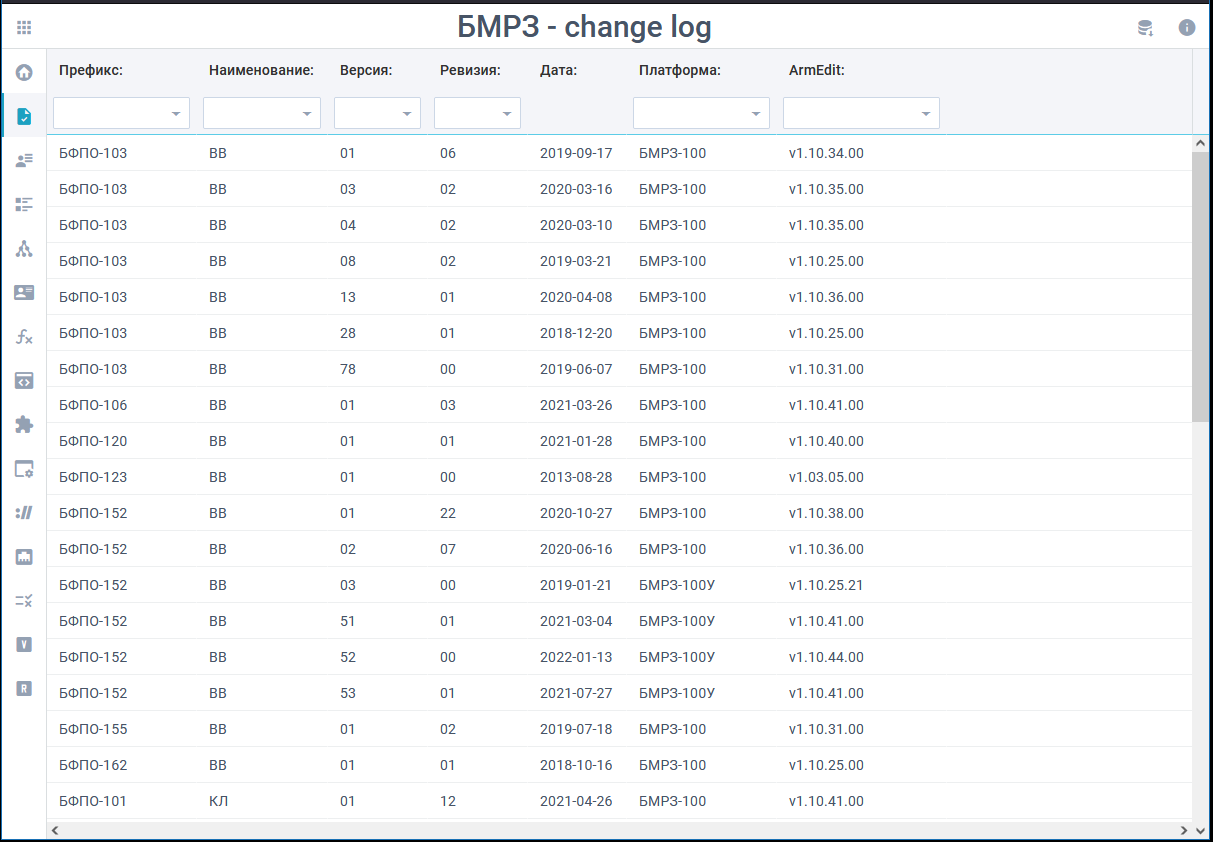 БМРЗ - change log
Префикс: Наименование: Версия: Ревизия: Дата: Платформа: ArmEdit:
БФПО-103 ВВ 01 06 2019-09-17 БМРЗ-100 v1.10.34.00
БФПО-103 ВВ 03 02 2020-03-16 БМРЗ-100 v1.10.35.00
БФПО-103 ВВ 04 02 2020-03-10 БМРЗ-100 v1.10.35.00
БФПО-103 ВВ 08 02 2019-03-21 БМРЗ-100 v1.10.25.00
БФПО-103 ВВ 13 01 2020-04-08 БМРЗ-100 v1.10.36.00
БФПО-103 ВВ 28 01 2018-12-20 БМРЗ-100 v1.10.25.00
БФПО-103 ВВ 78 00 2019-06-07 БМРЗ-100 v1.10.31.00
БФПО-106 ВВ 01 03 2021-03-26 БМРЗ-100 v1.10.41.00
БФПО-120 ВВ 01 01 2021-01-28 БМРЗ-100 v1.10.40.00
БФПО-123 ВВ 01 00 2013-08-28 БМРЗ-100 v1.03.05.00
БФПО-152 ВВ 01 22 2020-10-27 БМРЗ-100 v1.10.38.00
БФПО-152 ВВ 02 07 2020-06-16 БМРЗ-100 v1.10.36.00
БФПО-152 ВВ 03 00 2019-01-21 БМРЗ-100У v1.10.25.21
БФПО-152 ВВ 51 01 2021-03-04 БМРЗ-100У v1.10.41.00
БФПО-152 ВВ 52 00 2022-01-13 БМРЗ-100У v1.10.44.00
БФПО-152 ВВ 53 01 2021-07-27 БМРЗ-100У v1.10.41.00
БФПО-155 ВВ 01 02 2019-07-18 БМРЗ-100 v1.10.31.00
БФПО-162 ВВ 01 01 2018-10-16 БМРЗ-100 v1.10.25.00
БФПО-101 КЛ 01 12 2021-04-26 БМРЗ-100 v1.10.41.00
V
R